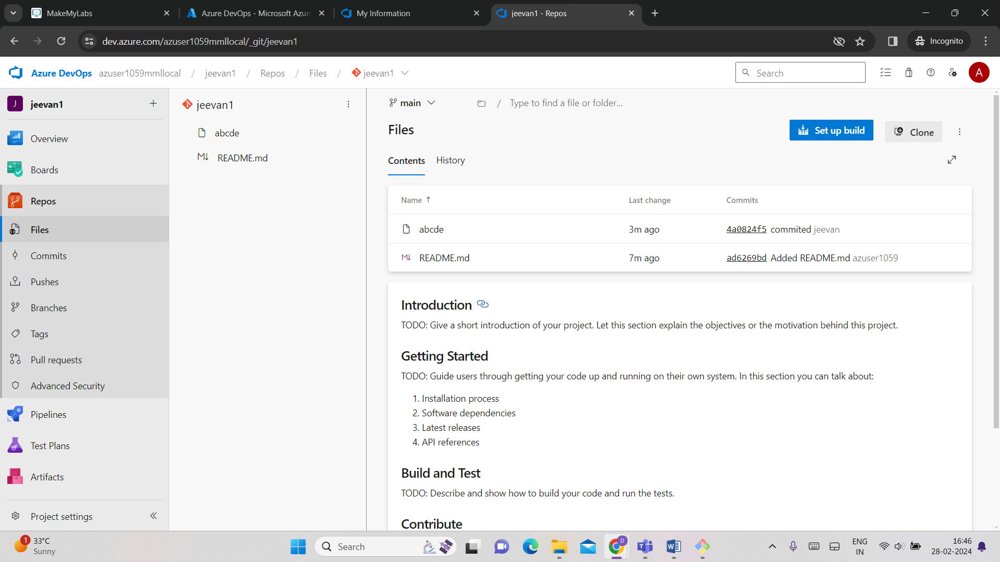 MakeMyLabs
Azure DevOps - Microsoft Azur
My Information
jeevan1 - Repos
dev.azure.com/azuser1059mmllocal/_git/jeevan1
Incognito
Azure DevOps azuser1059mmllocal / jeevan1 / Repos / Files / jeevan1
Search
A
J jeevan1
Overview
Boards
Repos
Files
Commits
Pushes
Branches
Tags
Pull requests
Advanced Security
Pipelines
Test Plans
Artifacts
Project settings
jeevan1
abcde
README.md
main
/ Type to find a file or folder...
Files
Set up build
Clone
Contents History
Name Last change Commits
abcde 3m ago 4a0824f5 commited jeevan
README.md 7m ago ad6269bd Added README.md azuser1059
Introduction
TODO: Give a short introduction of your project. Let this section explain the objectives or the motivation behind this project.
Getting Started
TODO: Guide users through getting your code up and running on their own system. In this section you can talk about:
1. Installation process
2. Software dependencies
3. Latest releases
4. API references
Build and Test
TODO: Describe and show how to build your code and run the tests.
Contribute
1
33°C
Sunny
Search
D
ENG
IN
16:46
28-02-2024